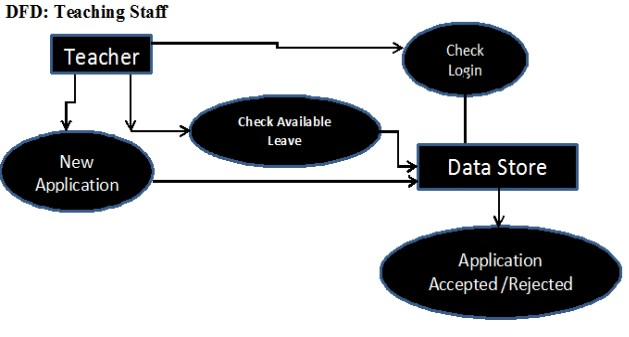 DFD: Teaching Staff
Teacher
Check
Login
Check Available
Leave
New
Application
Data Store
Application
Accepted /Rejected